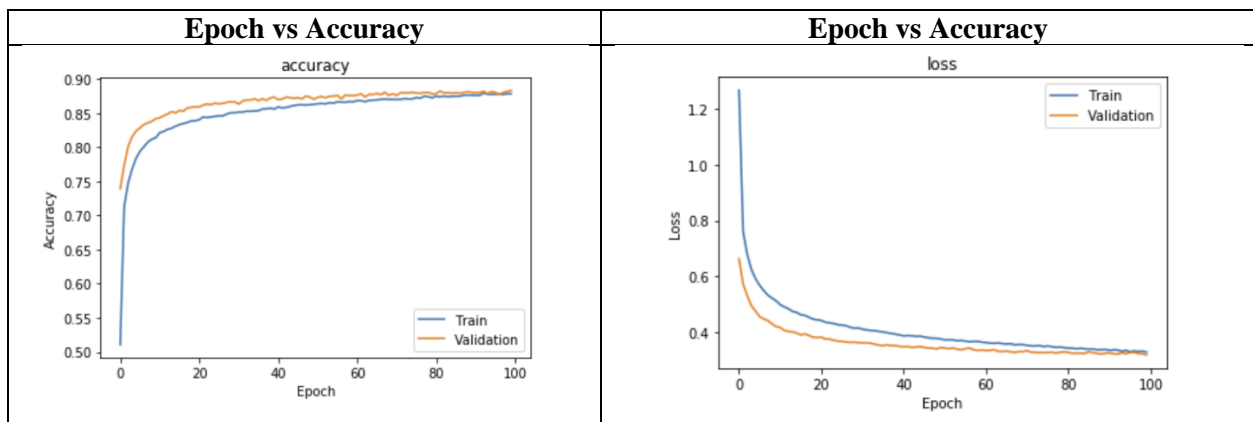 Epoch vs Accuracy
Epoch vs Accuracy
accuracy
0.90
0.85
0.80
0.75
0.70
0.65
0.60
0.55
0.50
Accuracy
Train
Validation
0 20 40 60 80 100
Epoch
loss
1.2
1.0
0.8
0.6
0.4
Loss
Train
Validation
0 20 40 60 80 100
Epoch